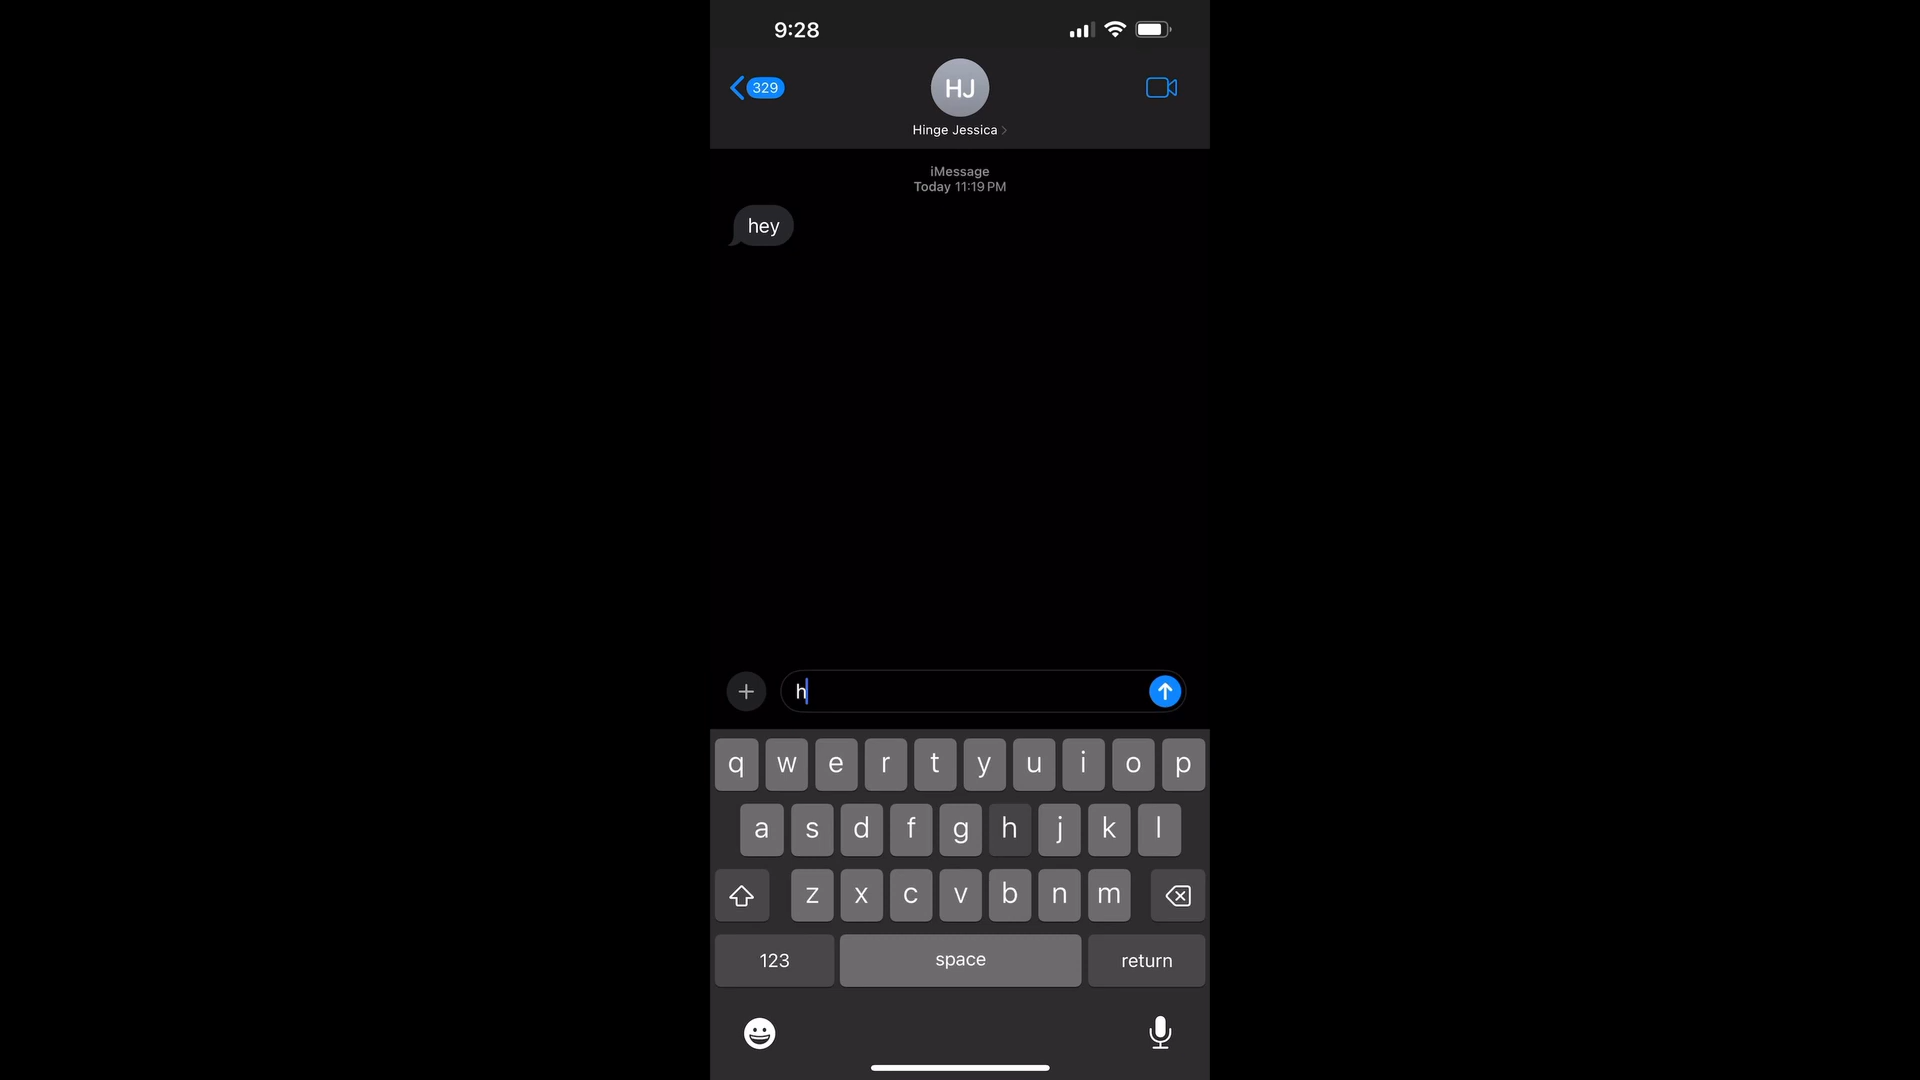 9:28
329
HJ
Hinge Jessica
iMessage
Today 11:19 PM
hey
h
q w e r t y u i o p
a s d f g h j k l
z x c v b n m
123 space return